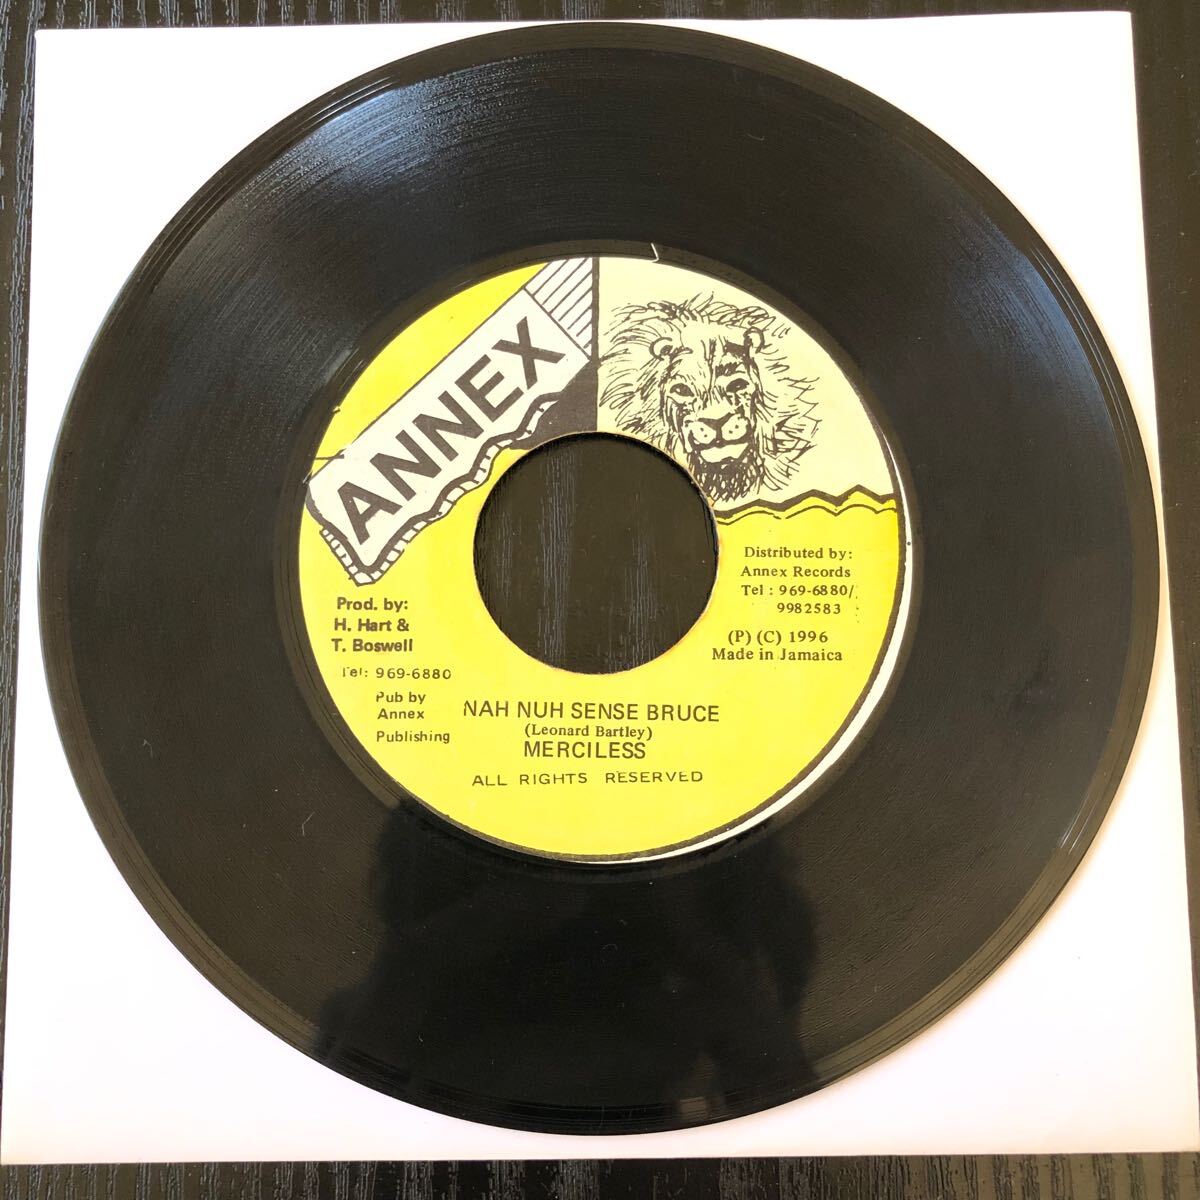 ANNEX
Distributed by:
Annex Records
Tel : 969-6880/
9982583
(P) (C) 1996
Made in Jamaica
Prod. by:
H. Hart &
T. Boswell
Tel: 969-6880
Pub by
Annex
Publishing
NAH NUH SENSE BRUCE
(Leonard Bartley)
MERCILESS
ALL RIGHTS RESERVED